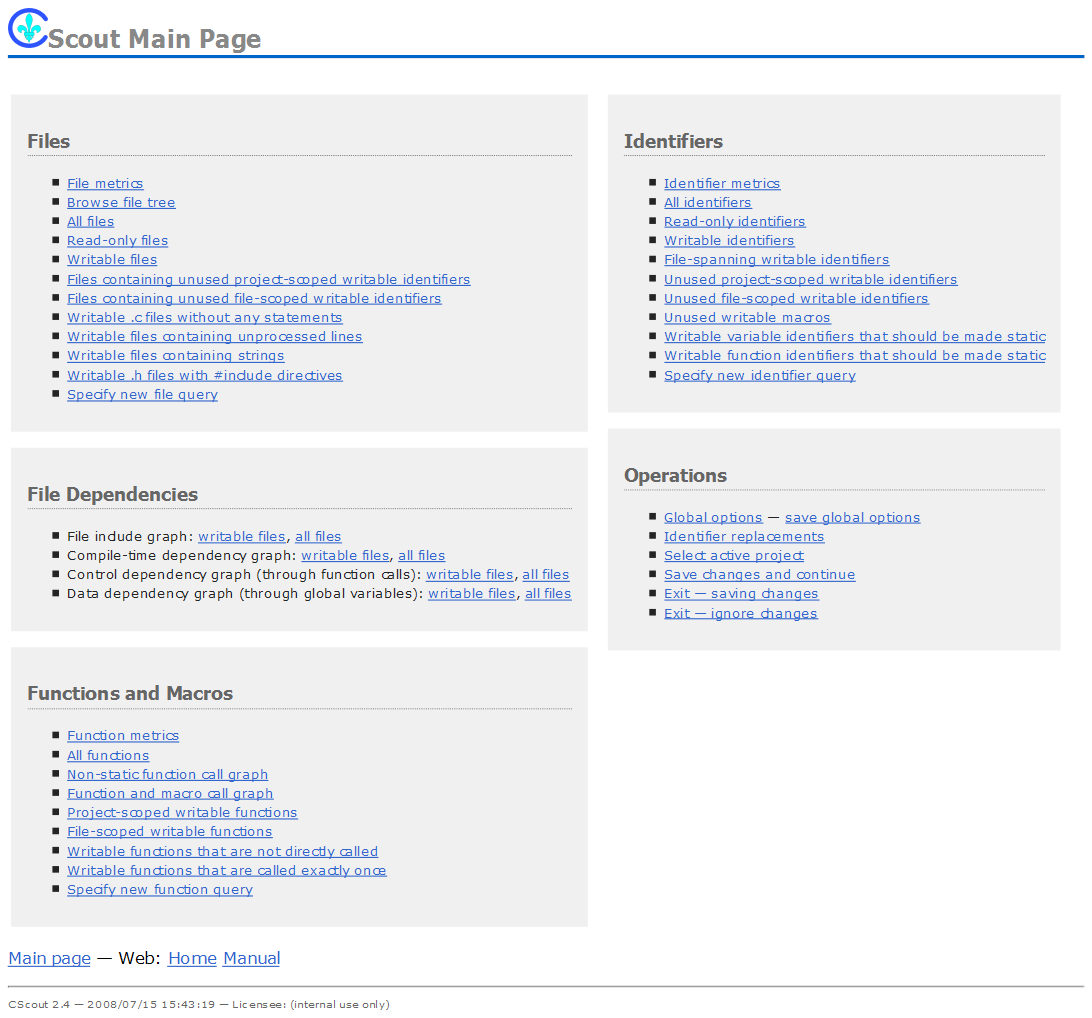 CScout Main Page
Files
File metrics
Browse file tree
All files
Read-only files
Writable files
Files containing unused project-scoped writable identifiers
Files containing unused file-scoped writable identifiers
Writable .c files without any statements
Writable files containing unprocessed lines
Writable files containing strings
Writable .h files with #include directives
Specify new file query
File Dependencies
File include graph: writable files, all files
Compile-time dependency graph: writable files, all files
Control dependency graph (through function calls): writable files, all files
Data dependency graph (through global variables): writable files, all files
Functions and Macros
Function metrics
All functions
Non-static function call graph
Function and macro call graph
Project-scoped writable functions
File-scoped writable functions
Writable functions that are not directly called
Writable functions that are called exactly once
Specify new function query
Identifiers
Identifier metrics
All identifiers
Read-only identifiers
Writable identifiers
File-spanning writable identifiers
Unused project-scoped writable identifiers
Unused file-scoped writable identifiers
Unused writable macros
Writable variable identifiers that should be made static
Writable function identifiers that should be made static
Specify new identifier query
Operations
Global options — save global options
Identifier replacements
Select active project
Save changes and continue
Exit — saving changes
Exit — ignore changes
Main page — Web: Home Manual
CScout 2.4 — 2008/07/15 15:43:19 — Licensee: (internal use only)